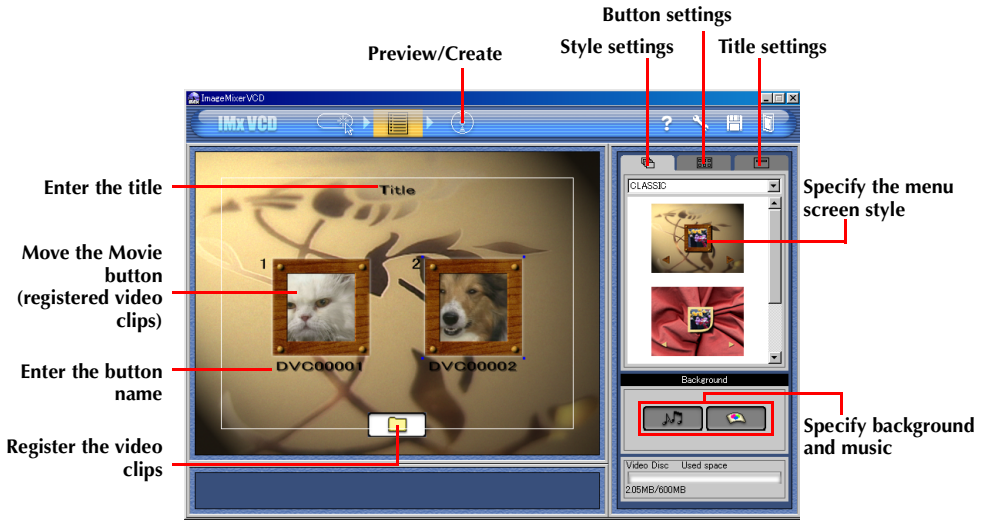 Button settings
Style settings
Title settings
Preview/Create
ImageMixerVCD
IMx VCD
?
Enter the title
Title
CLASSIC
Specify the menu
screen style
Move the Movie
button
(registered video
clips)
1
2
DVC00001
DVC00002
Enter the button
name
Background
Specify background
and music
Register the video
clips
Video Disc Used space
2.05MB/600MB